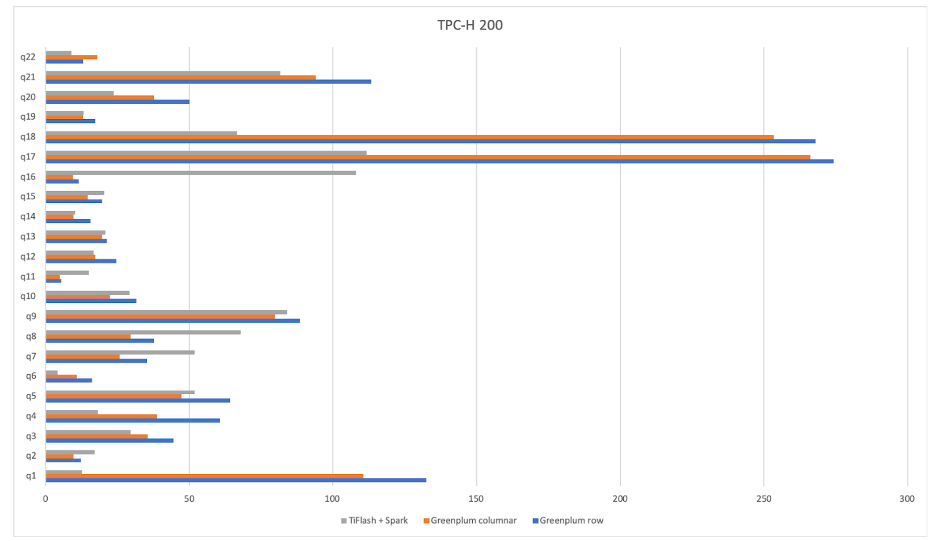 TPC-H 200
q22
q21
q20
q19
q18
q17
q16
q15
q14
q13
q12
q11
q10
q9
q8
q7
q6
q5
q4
q3
q2
q1
0 50 100 150 200 250 300
TiFlash + Spark Greenplum columnar Greenplum row